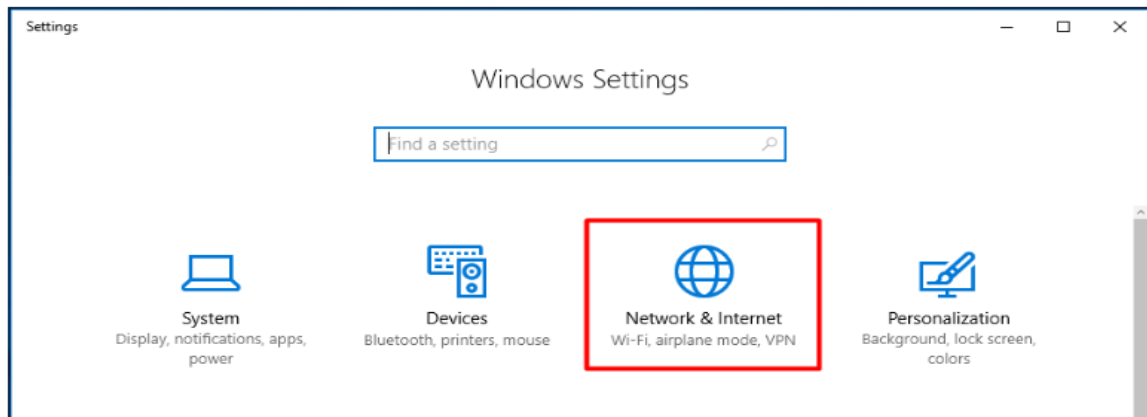 Settings
Windows Settings
Find a setting
System
Display, notifications, apps,
power
Devices
Bluetooth, printers, mouse
Network & Internet
Wi-Fi, airplane mode, VPN
Personalization
Background, lock screen,
colors